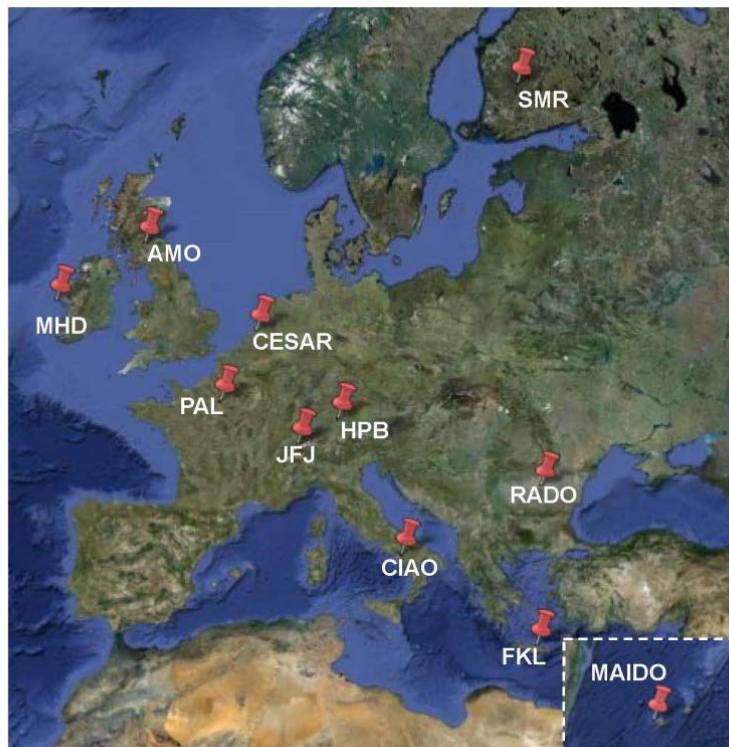 SMR
AMO
MHD
CESAR
PAL
HPB
JFJ
RADO
CIAO
FKL
MAIDO